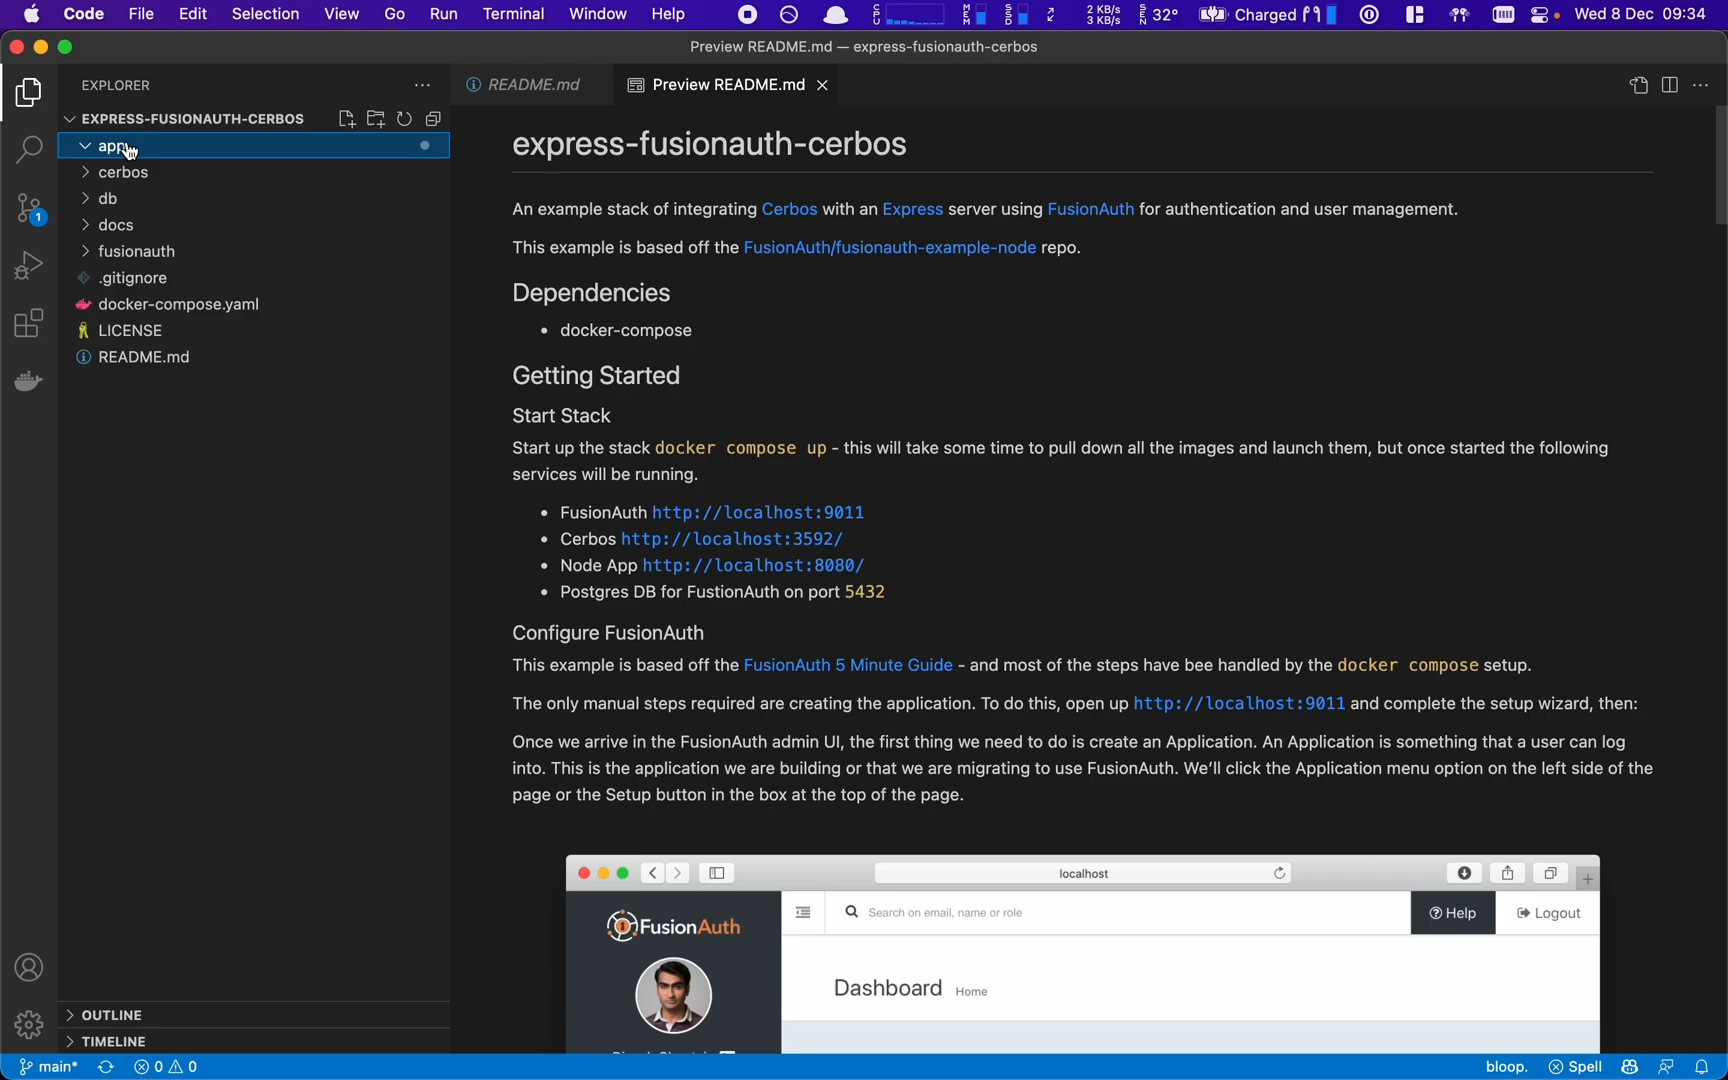 Code File Edit Selection View Go Run Terminal Window Help CPU MEM SSD 2 KB/s 3 KB/s SEN 32° Charged Wed 8 Dec 09:34
Preview README.md — express-fusionauth-cerbos
EXPLORER
README.md
Preview README.md
EXPRESS-FUSIONAUTH-CERBOS
app
cerbos
db
docs
fusionauth
.gitignore
docker-compose.yaml
LICENSE
README.md
1
express-fusionauth-cerbos
An example stack of integrating Cerbos with an Express server using FusionAuth for authentication and user management.
This example is based off the FusionAuth/fusionauth-example-node repo.
Dependencies
• docker-compose
Getting Started
Start Stack
Start up the stack docker compose up - this will take some time to pull down all the images and launch them, but once started the following
services will be running.
• FusionAuth http://localhost:9011
• Cerbos http://localhost:3592/
• Node App http://localhost:8080/
• Postgres DB for FustionAuth on port 5432
Configure FusionAuth
This example is based off the FusionAuth 5 Minute Guide - and most of the steps have bee handled by the docker compose setup.
The only manual steps required are creating the application. To do this, open up http://localhost:9011 and complete the setup wizard, then:
Once we arrive in the FusionAuth admin UI, the first thing we need to do is create an Application. An Application is something that a user can log
into. This is the application we are building or that we are migrating to use FusionAuth. We'll click the Application menu option on the left side of the
page or the Setup button in the box at the top of the page.
localhost
FusionAuth
Search on email, name or role
Help
Logout
Dashboard Home
OUTLINE
TIMELINE
main* 0 0 bloop. Spell